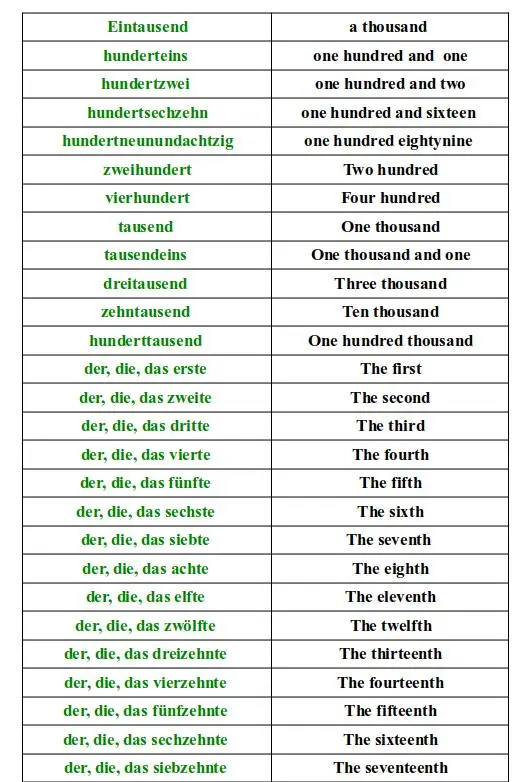 Eintausend a thousand
hunderteins one hundred and one
hundertzwei one hundred and two
hundertsechzehn one hundred and sixteen
hundertneunundachtzig one hundred eightynine
zweihundert Two hundred
vierhundert Four hundred
tausend One thousand
tausendeins One thousand and one
dreitausend Three thousand
zehntausend Ten thousand
hunderttausend One hundred thousand
der, die, das erste The first
der, die, das zweite The second
der, die, das dritte The third
der, die, das vierte The fourth
der, die, das fünfte The fifth
der, die, das sechste The sixth
der, die, das siebte The seventh
der, die, das achte The eighth
der, die, das elfte The eleventh
der, die, das zwölfte The twelfth
der, die, das dreizehnte The thirteenth
der, die, das vierzehnte The fourteenth
der, die, das fünfzehnte The fifteenth
der, die, das sechzehnte The sixteenth
der, die, das siebzehnte The seventeenth